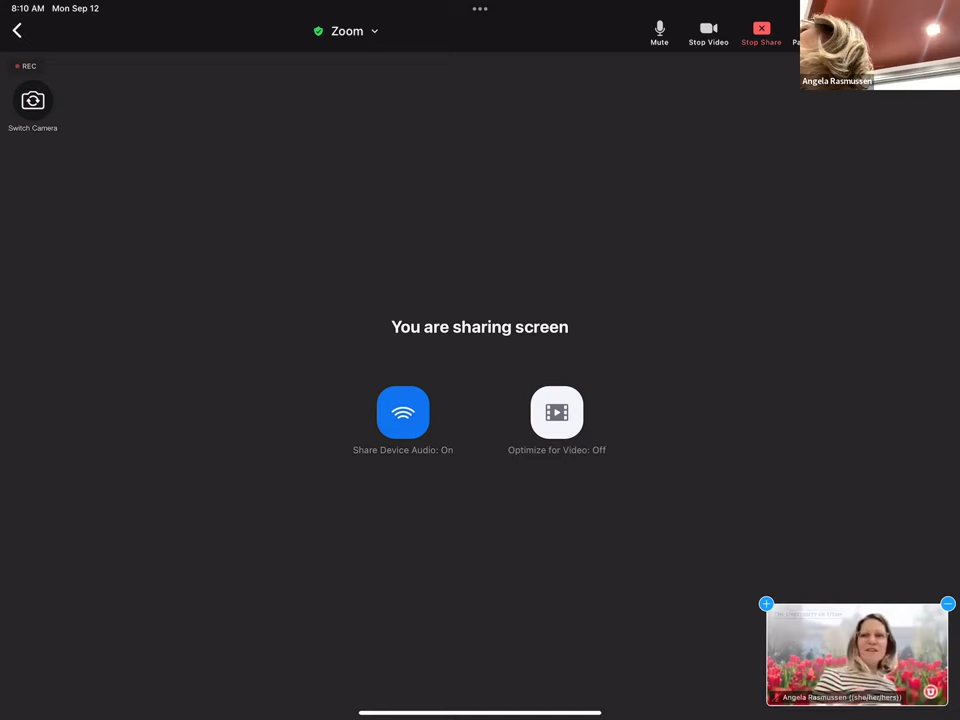 8:10 AM Mon Sep 12
Zoom
Mute
Stop Video
Stop Share
Angela Rasmussen
REC
Switch Camera
You are sharing screen
Share Device Audio: On
Optimize for Video: Off
Angela Rasmussen ((she/her/hers))
U